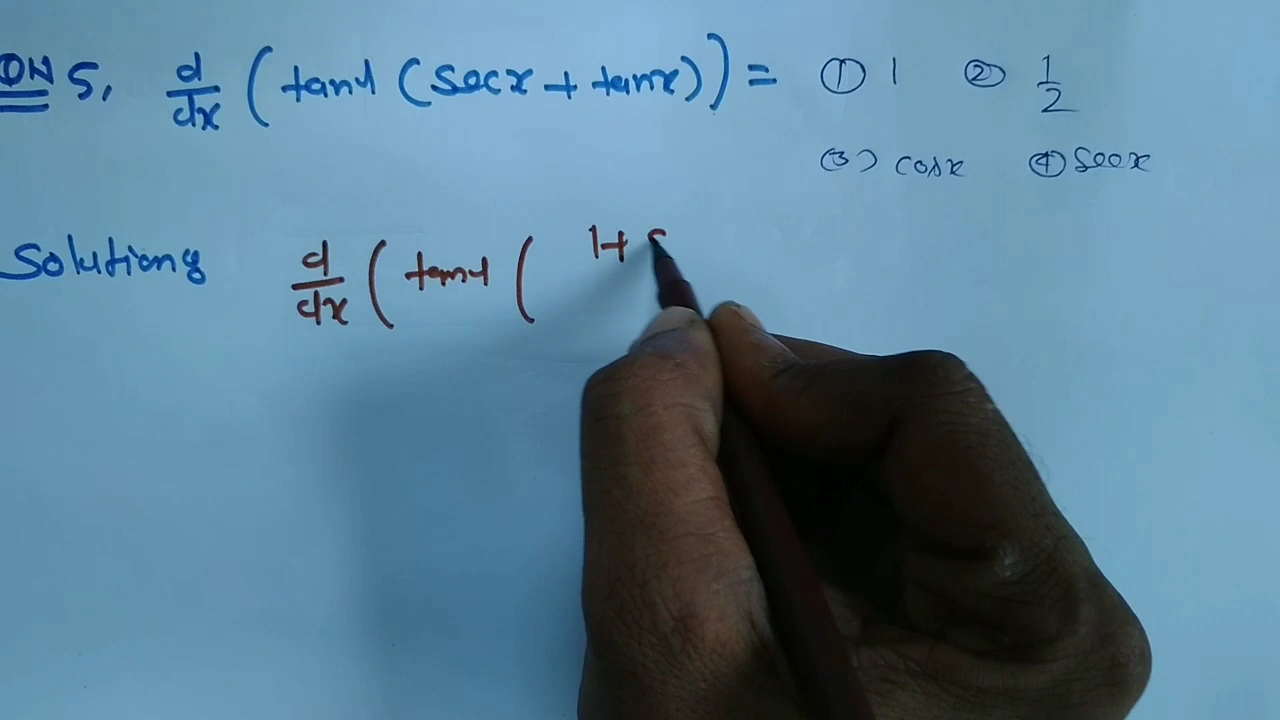 QN 5. d/dx (tan⁻¹ (secx + tanx)) = ① 1 ② 1/2
③ cosx ④ secx
Solution: d/dx ( tan⁻¹ ( 1+ s